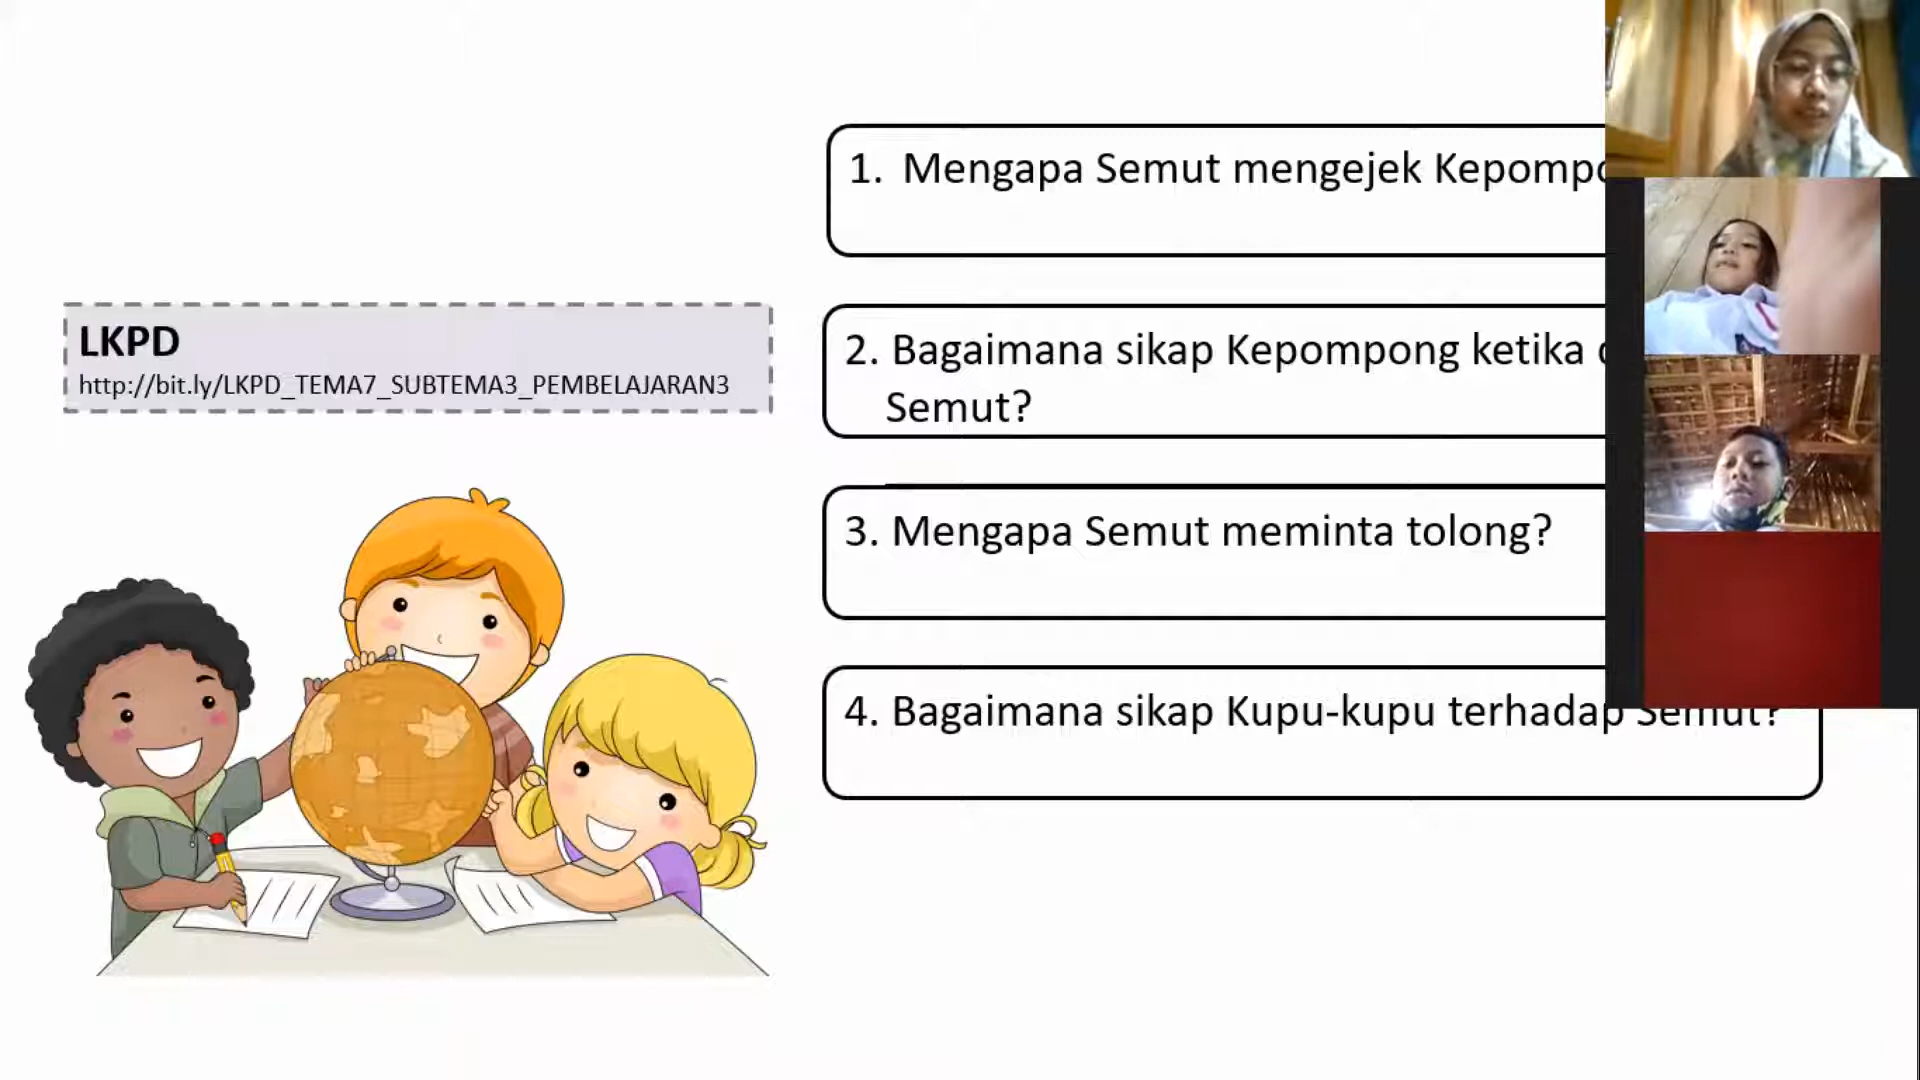 LKPD
http://bit.ly/LKPD_TEMA7_SUBTEMA3_PEMBELAJARAN3
1. Mengapa Semut mengejek
2. Bagaimana sikap Kepompong ketika
Semut?
3. Mengapa Semut meminta tolong?
4. Bagaimana sikap Kupu-kupu terhadap Semut?